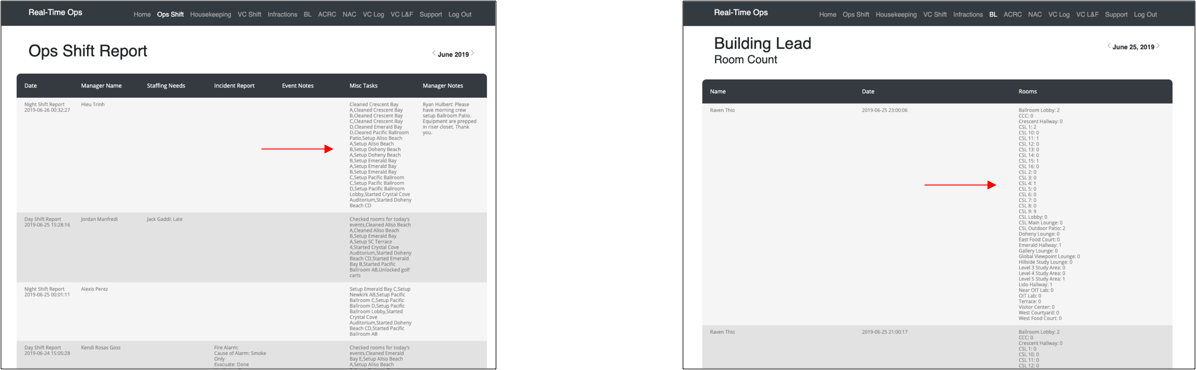 Real-Time Ops
Home Ops Shift Housekeeping VC Shift Infractions BL ACRC NAC VC Log VC L&F Support Log Out
Ops Shift Report
June 2019
Date Manager Name Staffing Needs Incident Report Event Notes Misc Tasks Manager Notes
Night Shift Report
2019-06-26 00:32:27
Hieu Trinh
Cleaned Crescent Bay
A,Cleaned Crescent Bay
B,Cleaned Crescent Bay
C,Cleaned Crescent Bay
D,Cleaned Emerald Bay
D,Cleared Pacific Ballroom
Patio,Setup Aliso Beach
A,Setup Aliso Beach
B,Setup Doheny Beach
A,Setup Doheny Beach
B,Setup Emerald Bay
A,Setup Emerald Bay
B,Setup Emerald Bay
C,Setup Pacific Ballroom
C,Setup Pacific Ballroom
D,Setup Pacific Ballroom
Lobby,Started Crystal Cove
Auditorium,Started Doheny
Beach CD
Ryan Hulbert: Please
have morning crew
setup Ballroom Patio.
Equipment are prepped
in riser closet. Thank
you.
Day Shift Report
2019-06-25 15:28:16
Jordan Manfredi
Jack Gaddi: Late
Checked rooms for today's
events,Cleaned Aliso Beach
A,Cleaned Aliso Beach
B,Setup Emerald Bay
A,Setup SC Terrace
4,Started Crystal Cove
Auditorium,Started Doheny
Beach CD,Started Emerald
Bay B,Started Pacific
Ballroom AB,Unlocked golf
carts
Night Shift Report
2019-06-25 00:01:11
Alexis Perez
Setup Emerald Bay C,Setup
Newkirk AB,Setup Pacific
Ballroom C,Setup Pacific
Ballroom D,Setup Pacific
Ballroom Lobby,Started
Crystal Cove
Auditorium,Started Doheny
Beach CD,Started Pacific
Ballroom AB
Day Shift Report
2019-06-24 15:05:28
Kendi Rosas Goss
Fire Alarm:
Cause of Alarm: Smoke
Only
Evacuate: Done
Checked rooms for today's
events,Cleaned Emerald
Bay E,Setup Aliso Beach
A,Setup Aliso Beach
Real-Time Ops
Home Ops Shift Housekeeping VC Shift Infractions BL ACRC NAC VC Log VC L&F Support Log Out
Building Lead
Room Count
June 25, 2019
Name Date Rooms
Raven Thio
2019-06-25 23:00:06
Ballroom Lobby: 2
CCC: 0
Crescent Hallway: 0
CSL 1: 2
CSL 10: 0
CSL 11: 1
CSL 12: 0
CSL 13: 0
CSL 14: 0
CSL 15: 1
CSL 16: 0
CSL 2: 0
CSL 3: 0
CSL 4: 1
CSL 5: 0
CSL 6: 0
CSL 7: 0
CSL 8: 0
CSL 9: 9
CSL Lobby: 0
CSL Main Lounge: 0
CSL Outdoor Patio: 2
Doheny Lounge: 0
East Food Court: 0
Emerald Hallway: 1
Gallery Lounge: 0
Global Viewpoint Lounge: 0
Hillside Study Lounge: 0
Level 3 Study Area: 0
Level 4 Study Area: 0
Level 5 Study Area: 1
Lido Hallway: 1
Near OIT Lab: 0
OIT Lab: 0
Terrace: 0
Visitor Center: 0
West Courtyard: 0
West Food Court: 0
Raven Thio
2019-06-25 21:00:17
Ballroom Lobby: 2
CCC: 0
Crescent Hallway: 0
CSL 1: 0
CSL 10: 0
CSL 11: 0
CSL 12: 0